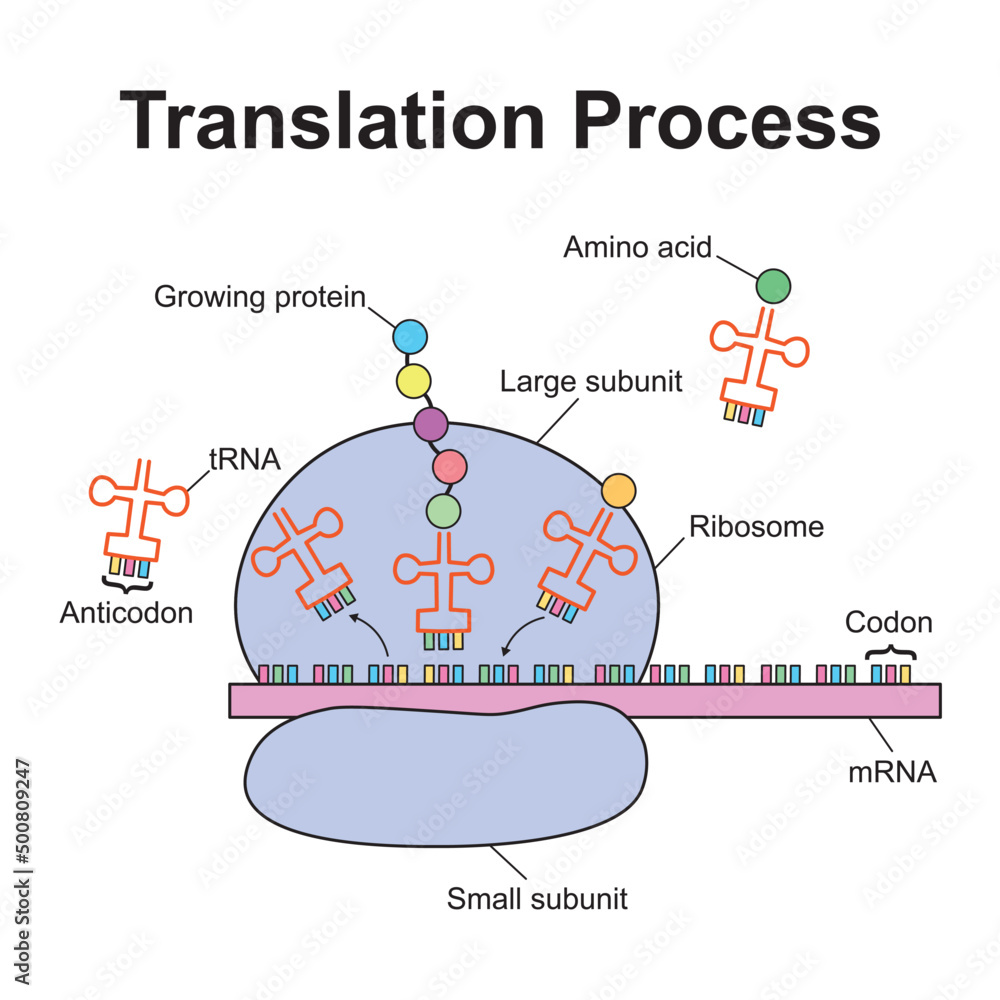 Translation Process
Amino acid
Growing protein
Large subunit
tRNA
Ribosome
Anticodon
Codon
mRNA
Small subunit
Adobe Stock | #500809247